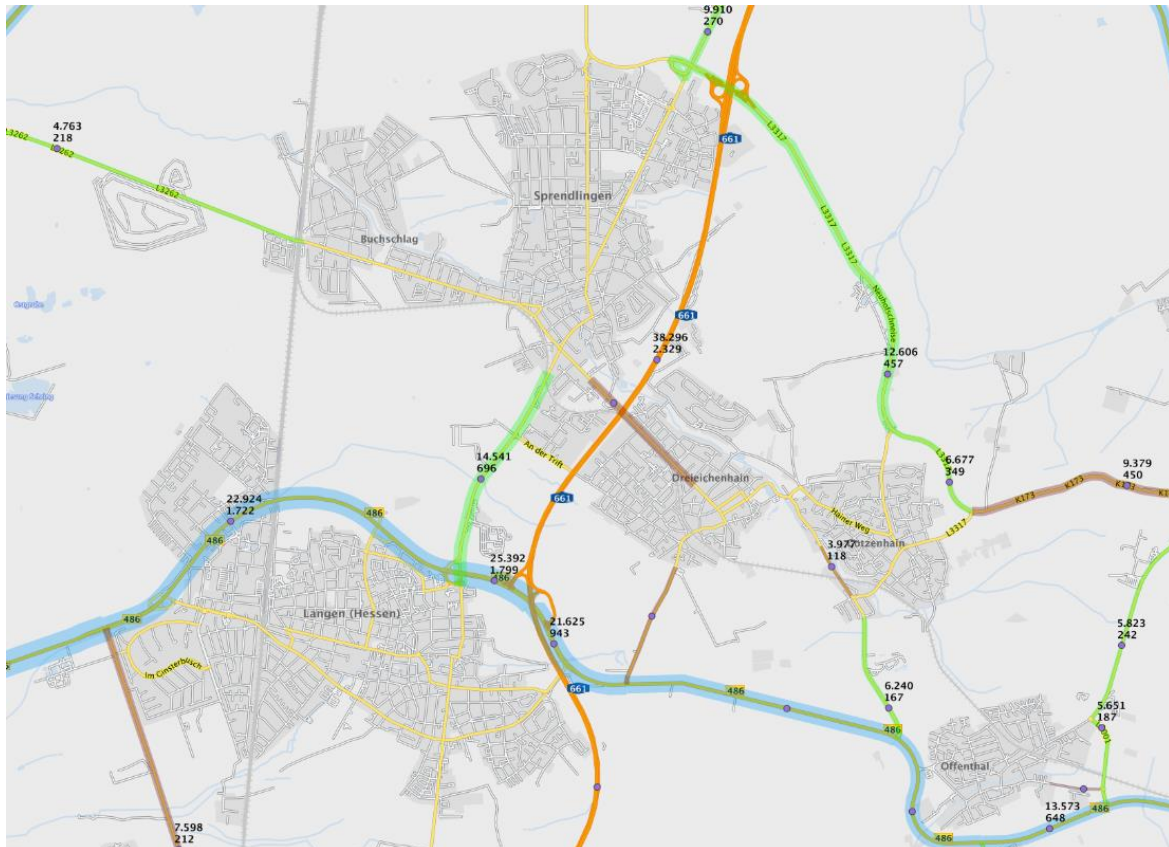 9.910
270
4.763
218
L3262
L3262
L3262
661
L3317
Sprendlingen
L3317
Buchschlag
L3317
Neuhofschneise
661
38.296
2.329
12.606
457
An der Trift
14.541
696
Dreieichenhain
L3317
6.677
349
9.379
450
K173
K173
K173
661
22.924
1.722
486
486
Hainer Weg
L3317
Götzenhain
3.977
118
25.392
1.799
486
Langen (Hessen)
486
21.625
943
5.823
242
Im Ginsterbusch
661
486
6.240
167
5.651
187
486
Offenthal
7.598
212
13.573
648
486
486